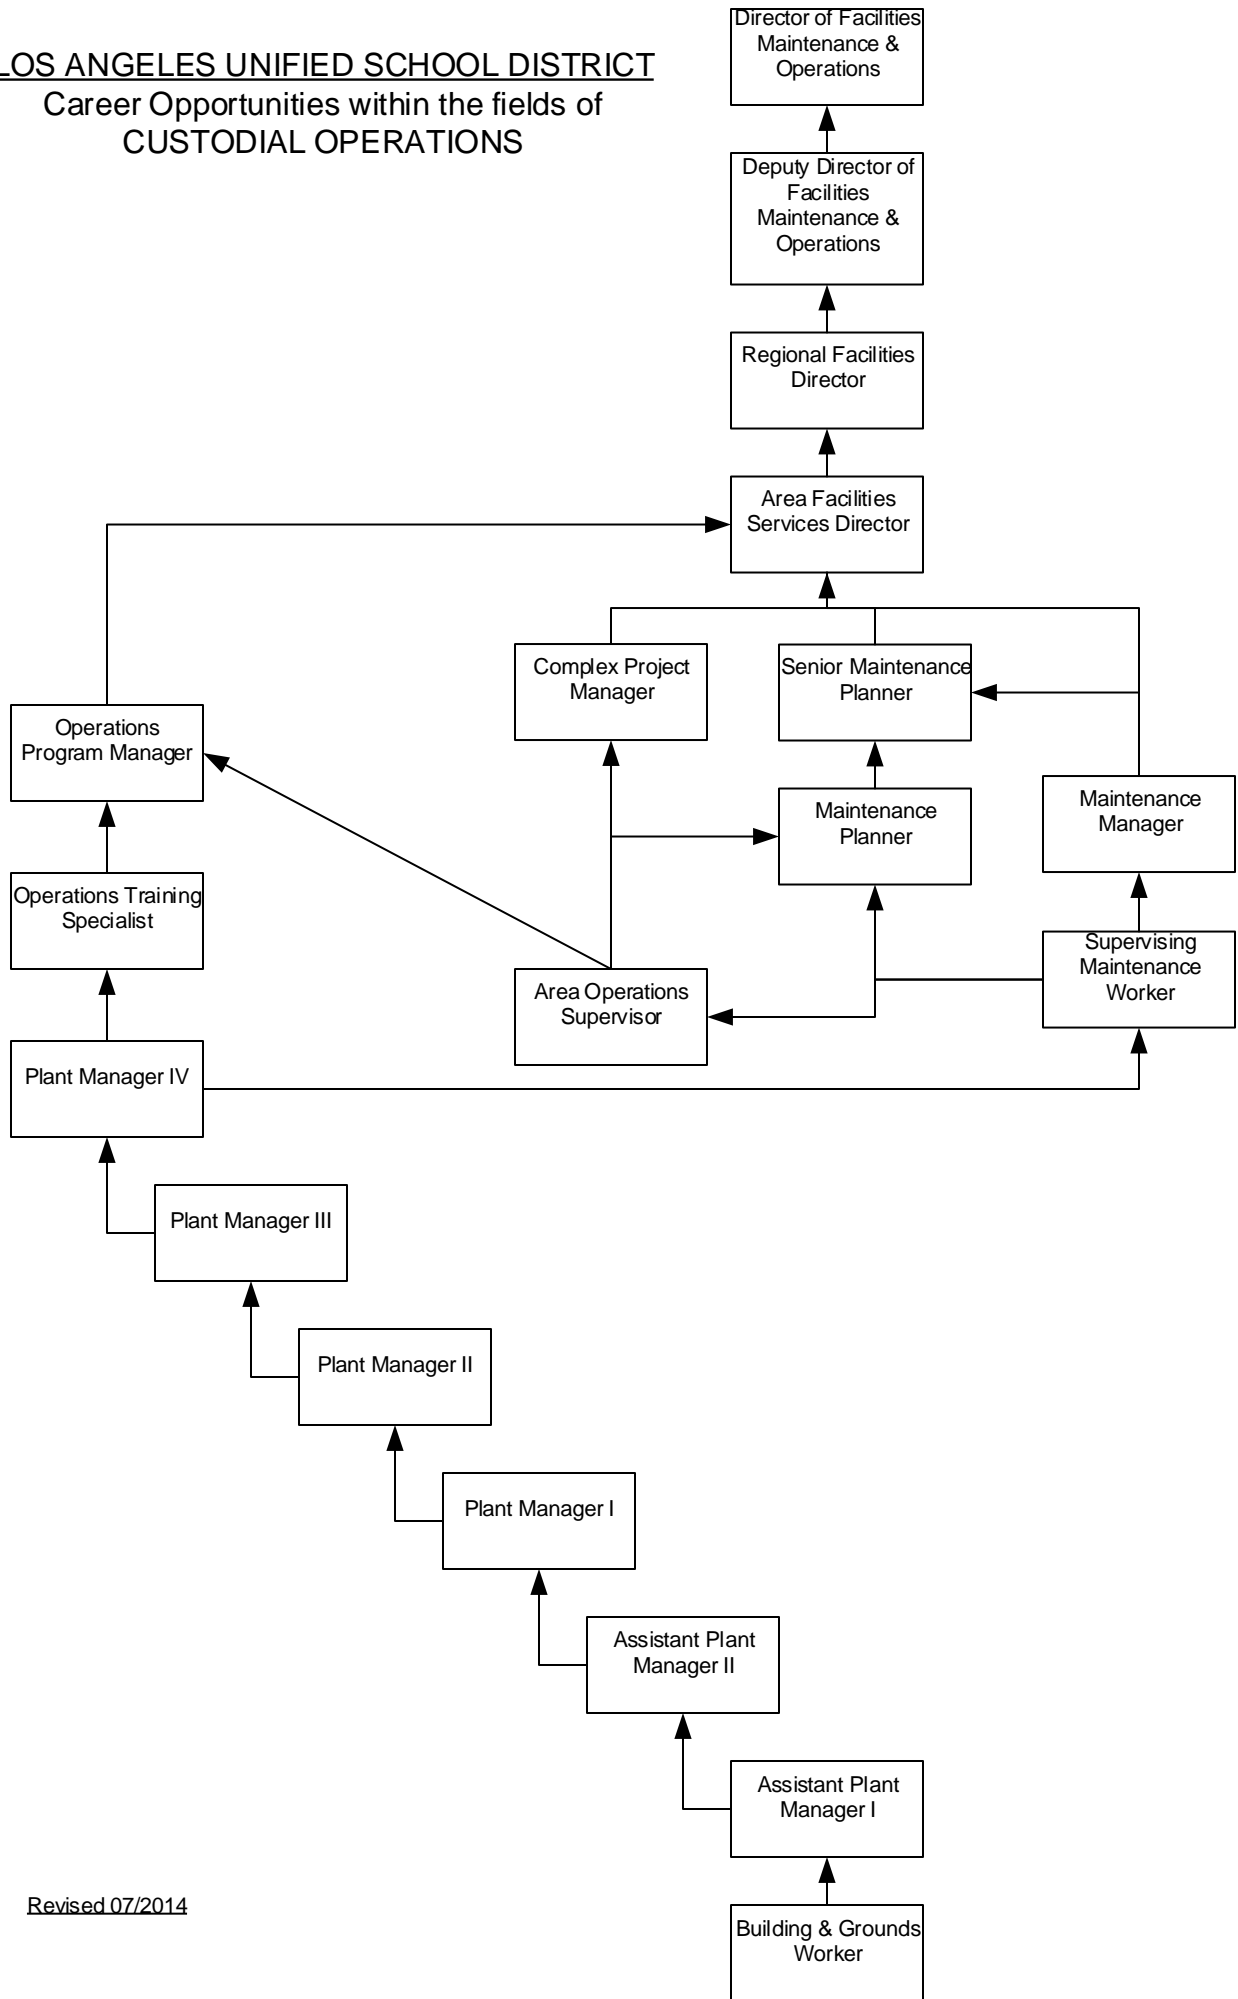 LOS ANGELES UNIFIED SCHOOL DISTRICT
Career Opportunities within the fields of
CUSTODIAL OPERATIONS
Director of Facilities
Maintenance &
Operations
Deputy Director of
Facilities
Maintenance &
Operations
Regional Facilities
Director
Area Facilities
Services Director
Complex Project
Manager
Senior Maintenance
Planner
Operations
Program Manager
Maintenance
Planner
Maintenance
Manager
Operations Training
Specialist
Area Operations
Supervisor
Supervising
Maintenance
Worker
Plant Manager IV
Plant Manager III
Plant Manager II
Plant Manager I
Assistant Plant
Manager II
Assistant Plant
Manager I
Building & Grounds
Worker
Revised 07/2014